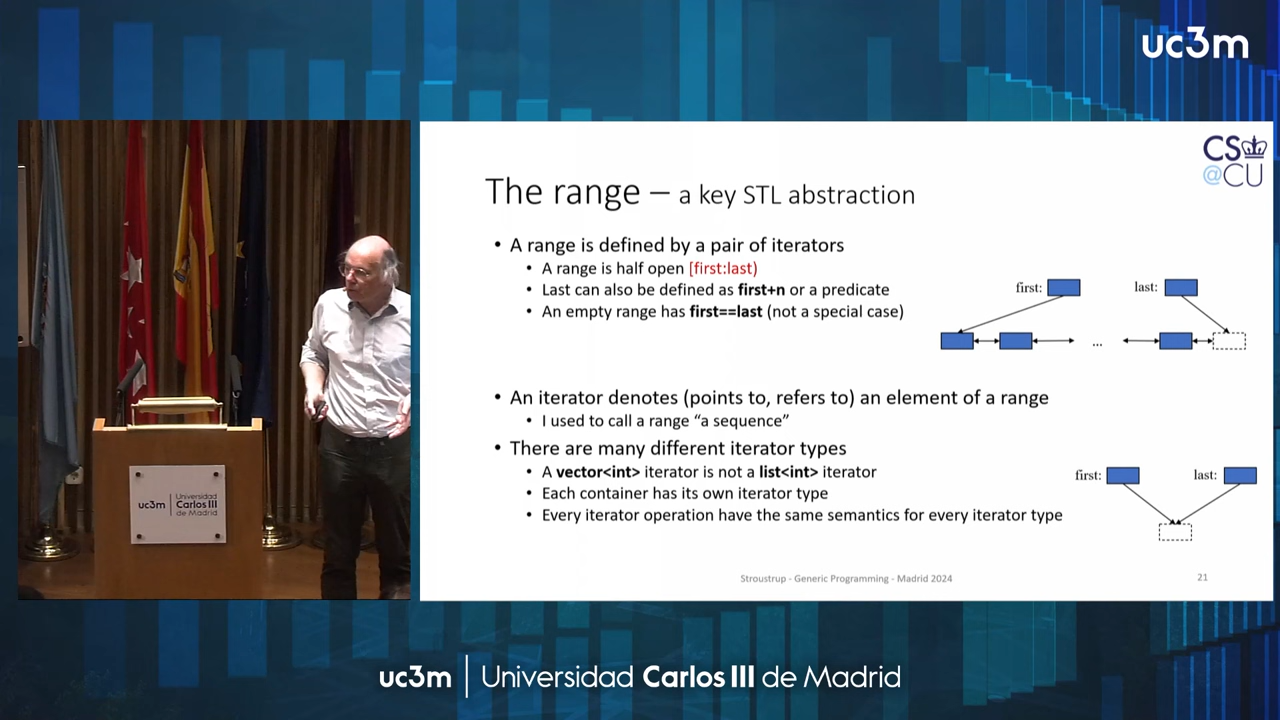 uc3m
CS
@CU
The range – a key STL abstraction
• A range is defined by a pair of iterators
• A range is half open [first:last)
• Last can also be defined as first+n or a predicate
• An empty range has first==last (not a special case)
first:
last:
...
• An iterator denotes (points to, refers to) an element of a range
• I used to call a range “a sequence”
• There are many different iterator types
• A vector<int> iterator is not a list<int> iterator
• Each container has its own iterator type
• Every iterator operation have the same semantics for every iterator type
first:
last:
Stroustrup - Generic Programming - Madrid 2024
21
uc3m
Universidad
Carlos III
de Madrid
uc3m | Universidad Carlos III de Madrid